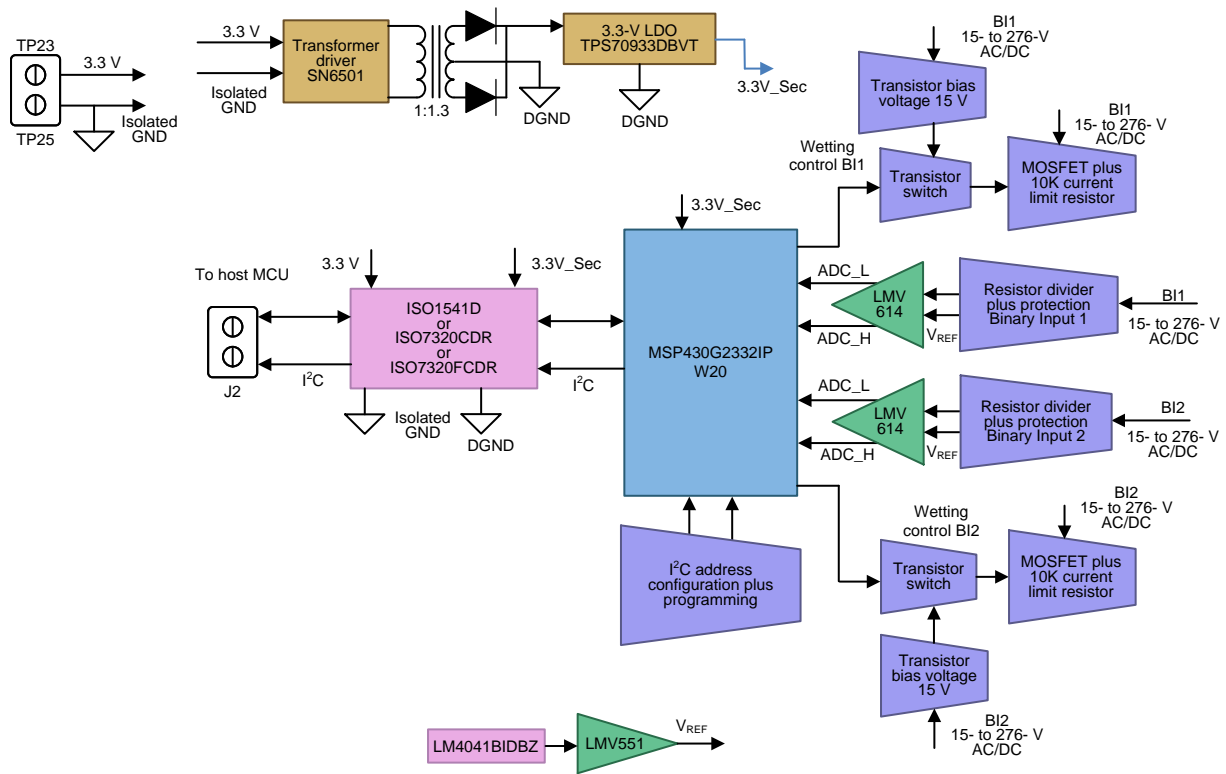 TP23
3.3 V
Isolated
GND
TP25
3.3 V
Isolated
GND
Transformer
driver
SN6501
1:1.3
DGND
3.3-V LDO
TPS70933DBVT
DGND
3.3V_Sec
BI1
15- to 276-V
AC/DC
Transistor bias
voltage 15 V
Wetting
control BI1
Transistor
switch
BI1
15- to 276- V
AC/DC
MOSFET plus
10K current
limit resistor
3.3V_Sec
MSP430G2332IP
W20
To host MCU
J2
I²C
3.3 V
3.3V_Sec
ISO1541D
or
ISO7320CDR
or
ISO7320FCDR
Isolated
GND
DGND
I²C
ADC_L
ADC_H
LMV
614
VREF
Resistor divider
plus protection
Binary Input 1
BI1
15- to 276-V
AC/DC
ADC_L
ADC_H
LMV
614
VREF
Resistor divider
plus protection
Binary Input 2
BI2
15- to 276-V
AC/DC
I²C address
configuration plus
programming
Wetting
control BI2
Transistor
switch
BI2
15- to 276- V
AC/DC
MOSFET plus
10K current
limit resistor
Transistor
bias voltage
15 V
BI2
15- to 276- V
AC/DC
LM4041BIDBZ
LMV551
VREF